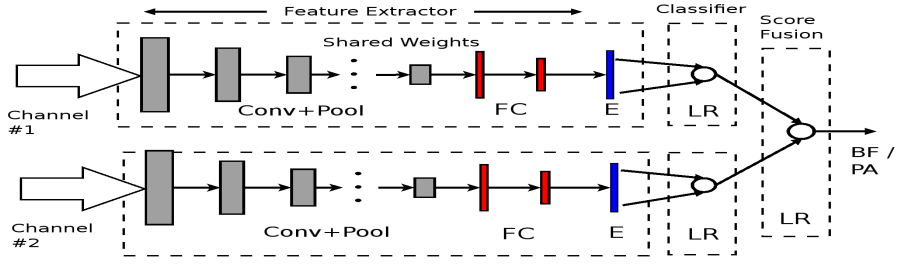 Feature Extractor
Classifier
Score
Fusion
Shared Weights
Channel
#1
Conv+Pool
FC
E
LR
BF /
PA
Channel
#2
Conv+Pool
FC
E
LR
LR